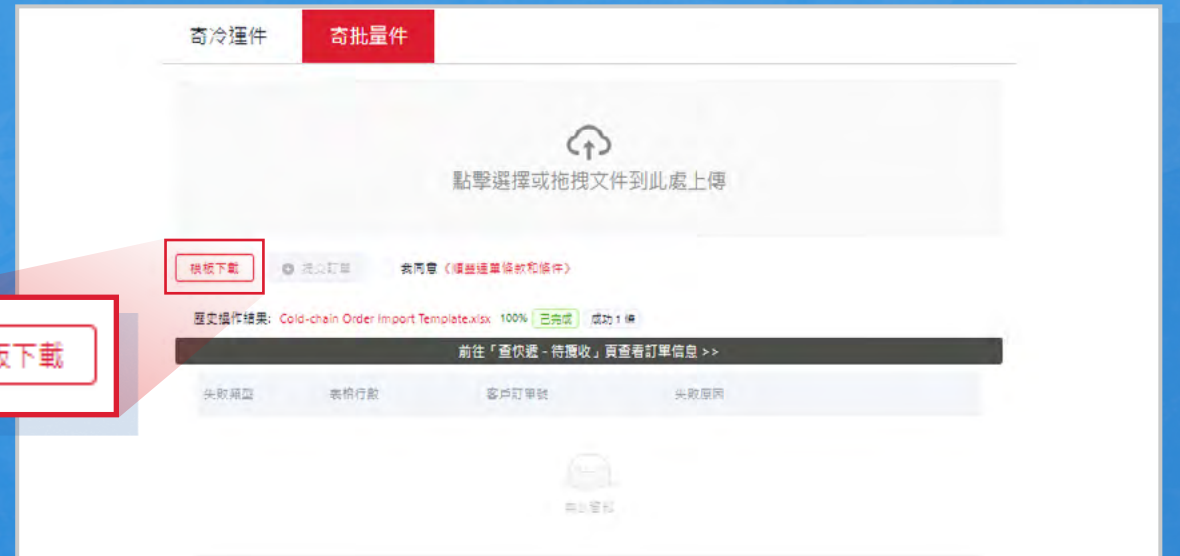 寄冷運件 寄批量件
點擊選擇或拖拽文件到此處上傳
模板下載 提交訂單 我同意《順豐運單條款和條件》
歷史操作結果: Cold-chain Order Import Template.xlsx 100% 已完成 成功 1 條
板下載
前往「查快遞 - 待攬收」頁查看訂單信息 >>
失敗類型 表格行數 客戶訂單號 失敗原因